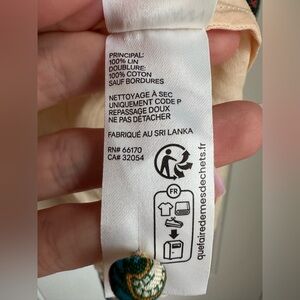 PRINCIPAL:
100% LIN
DOUBLURE:
100% COTON
SAUF BORDURES
NETTOYAGE À SEC
UNIQUEMENT CODE P
REPASSAGE DOUX
NE PAS DÉTACHER
FABRIQUÉ AU SRI LANKA
RN# 66170
CA# 32054
FR
quefairedemesdechets.fr